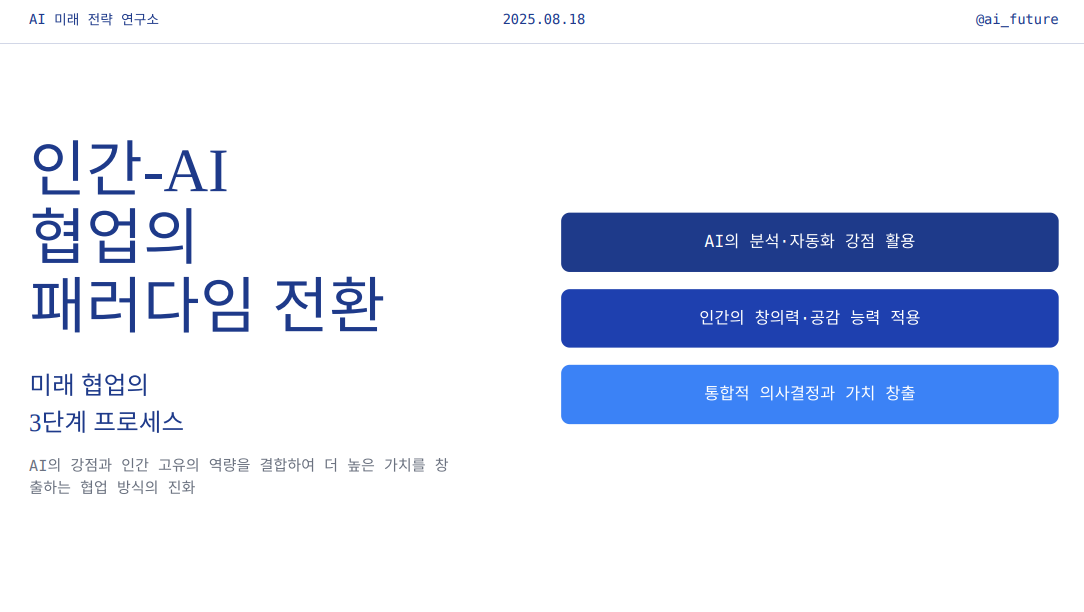 AI 미래 전략 연구소
2025.08.18
@ai_future
인간-AI
협업의
패러다임 전환
미래 협업의
3단계 프로세스
AI의 강점과 인간 고유의 역량을 결합하여 더 높은 가치를 창
출하는 협업 방식의 진화
AI의 분석·자동화 강점 활용
인간의 창의력·공감 능력 적용
통합적 의사결정과 가치 창출